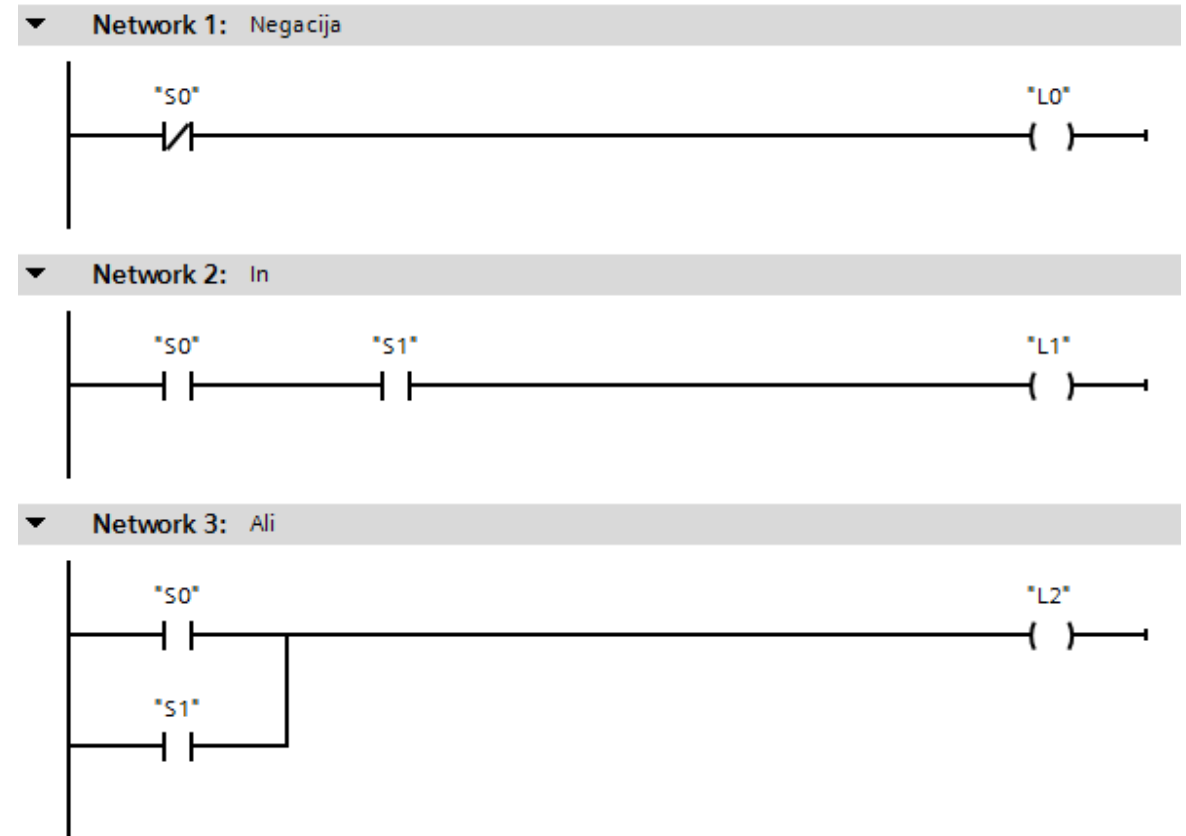 Network 1: Negacija
"S0" "L0"
Network 2: In
"S0" "S1" "L1"
Network 3: Ali
"S0" "L2"
"S1"